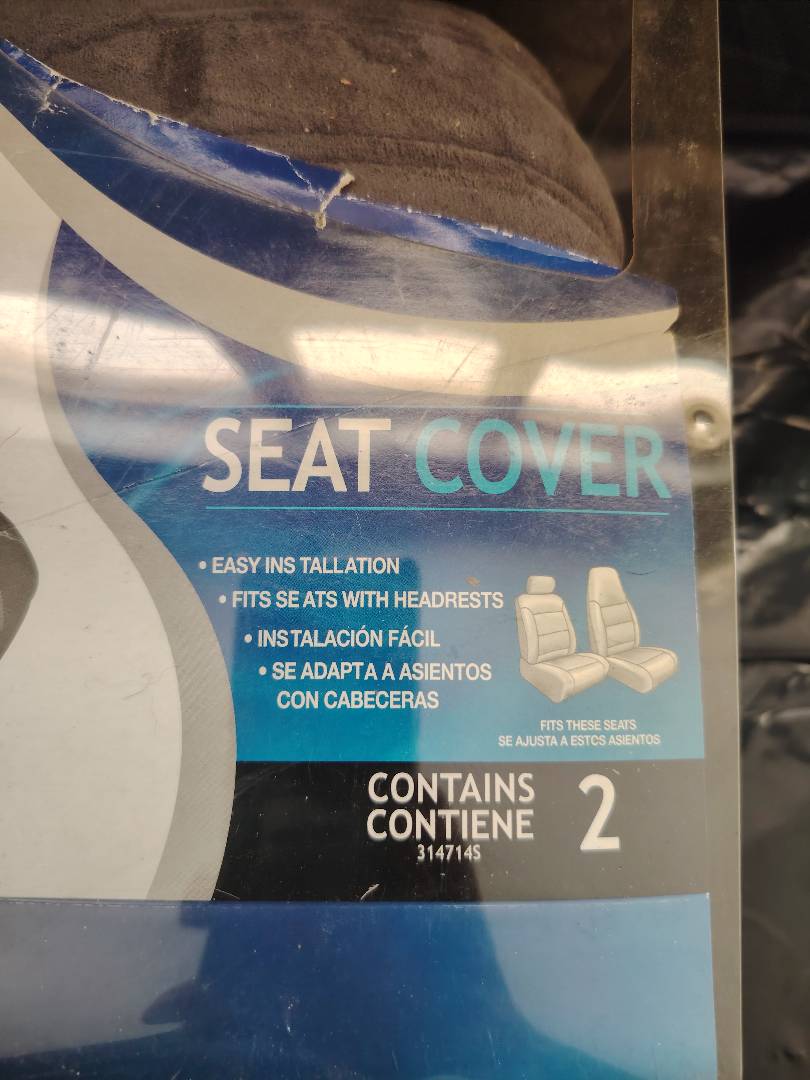 SEAT COVER
• EASY INS TALLATION
• FITS SE ATS WITH HEADRESTS
• INSTALACIÓN FÁCIL
• SE ADAPTA A ASIENTOS
CON CABECERAS
FITS THESE SEATS
SE AJUSTA A ESTCS ASIENTOS
CONTAINS
CONTIENE
2
314714S